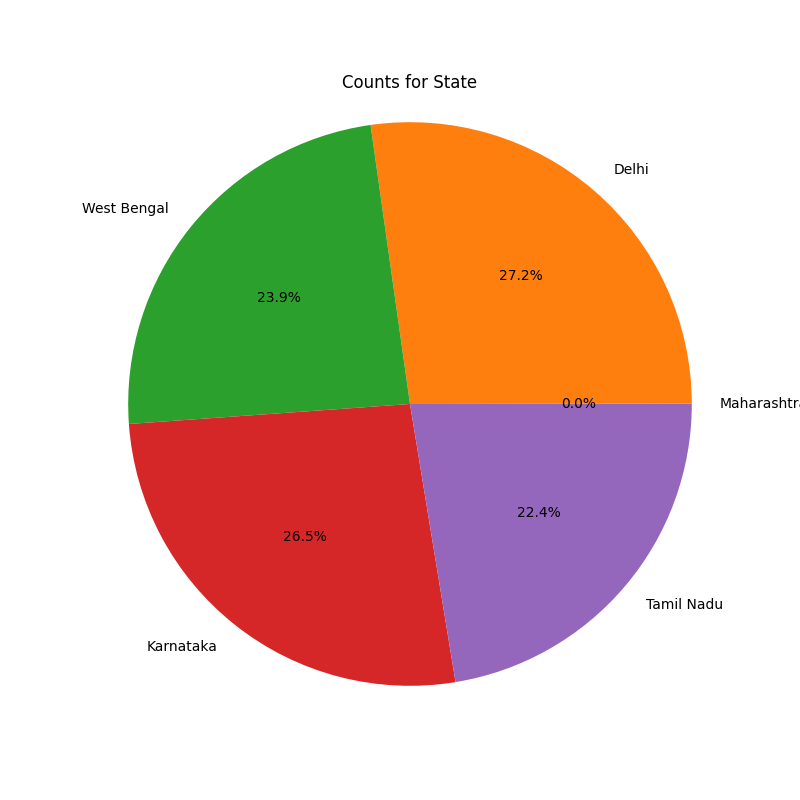 Counts for State
Delhi
27.2%
West Bengal
23.9%
0.0%
Maharashtra
26.5%
22.4%
Karnataka
Tamil Nadu